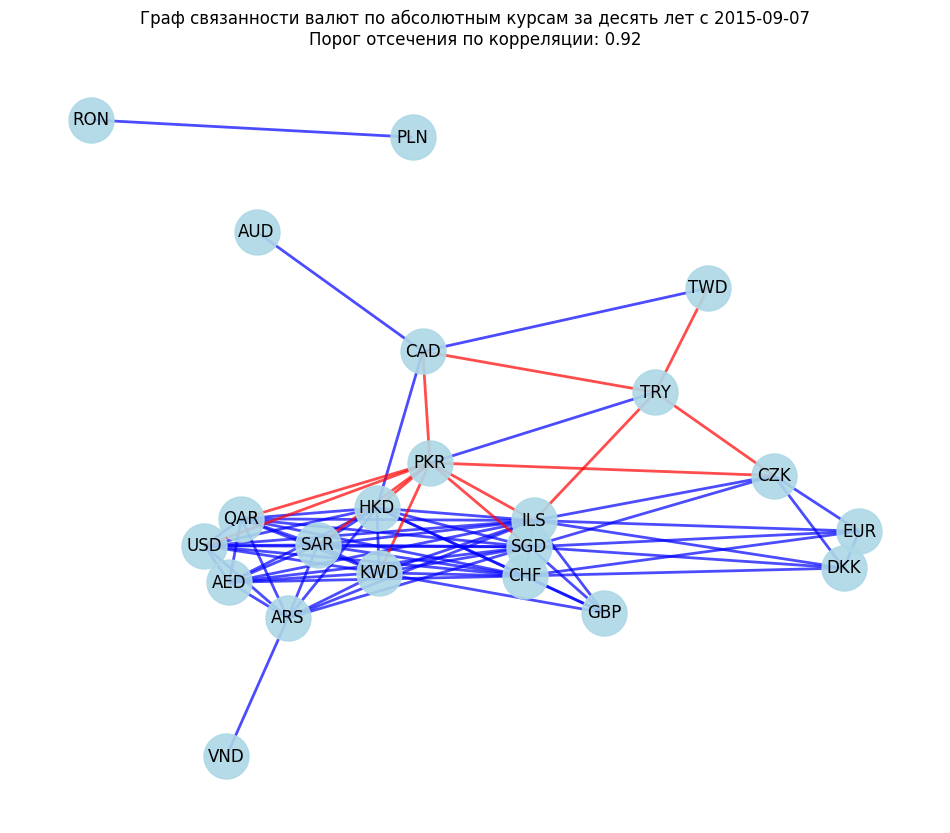 Граф связанности валют по абсолютным курсам за десять лет с 2015-09-07
Порог отсечения по корреляции: 0.92
RON
PLN
AUD
TWD
CAD
TRY
PKR
CZK
HKD
QAR
ILS
EUR
USD
SAR
SGD
DKK
AED
KWD
CHF
ARS
GBP
VND